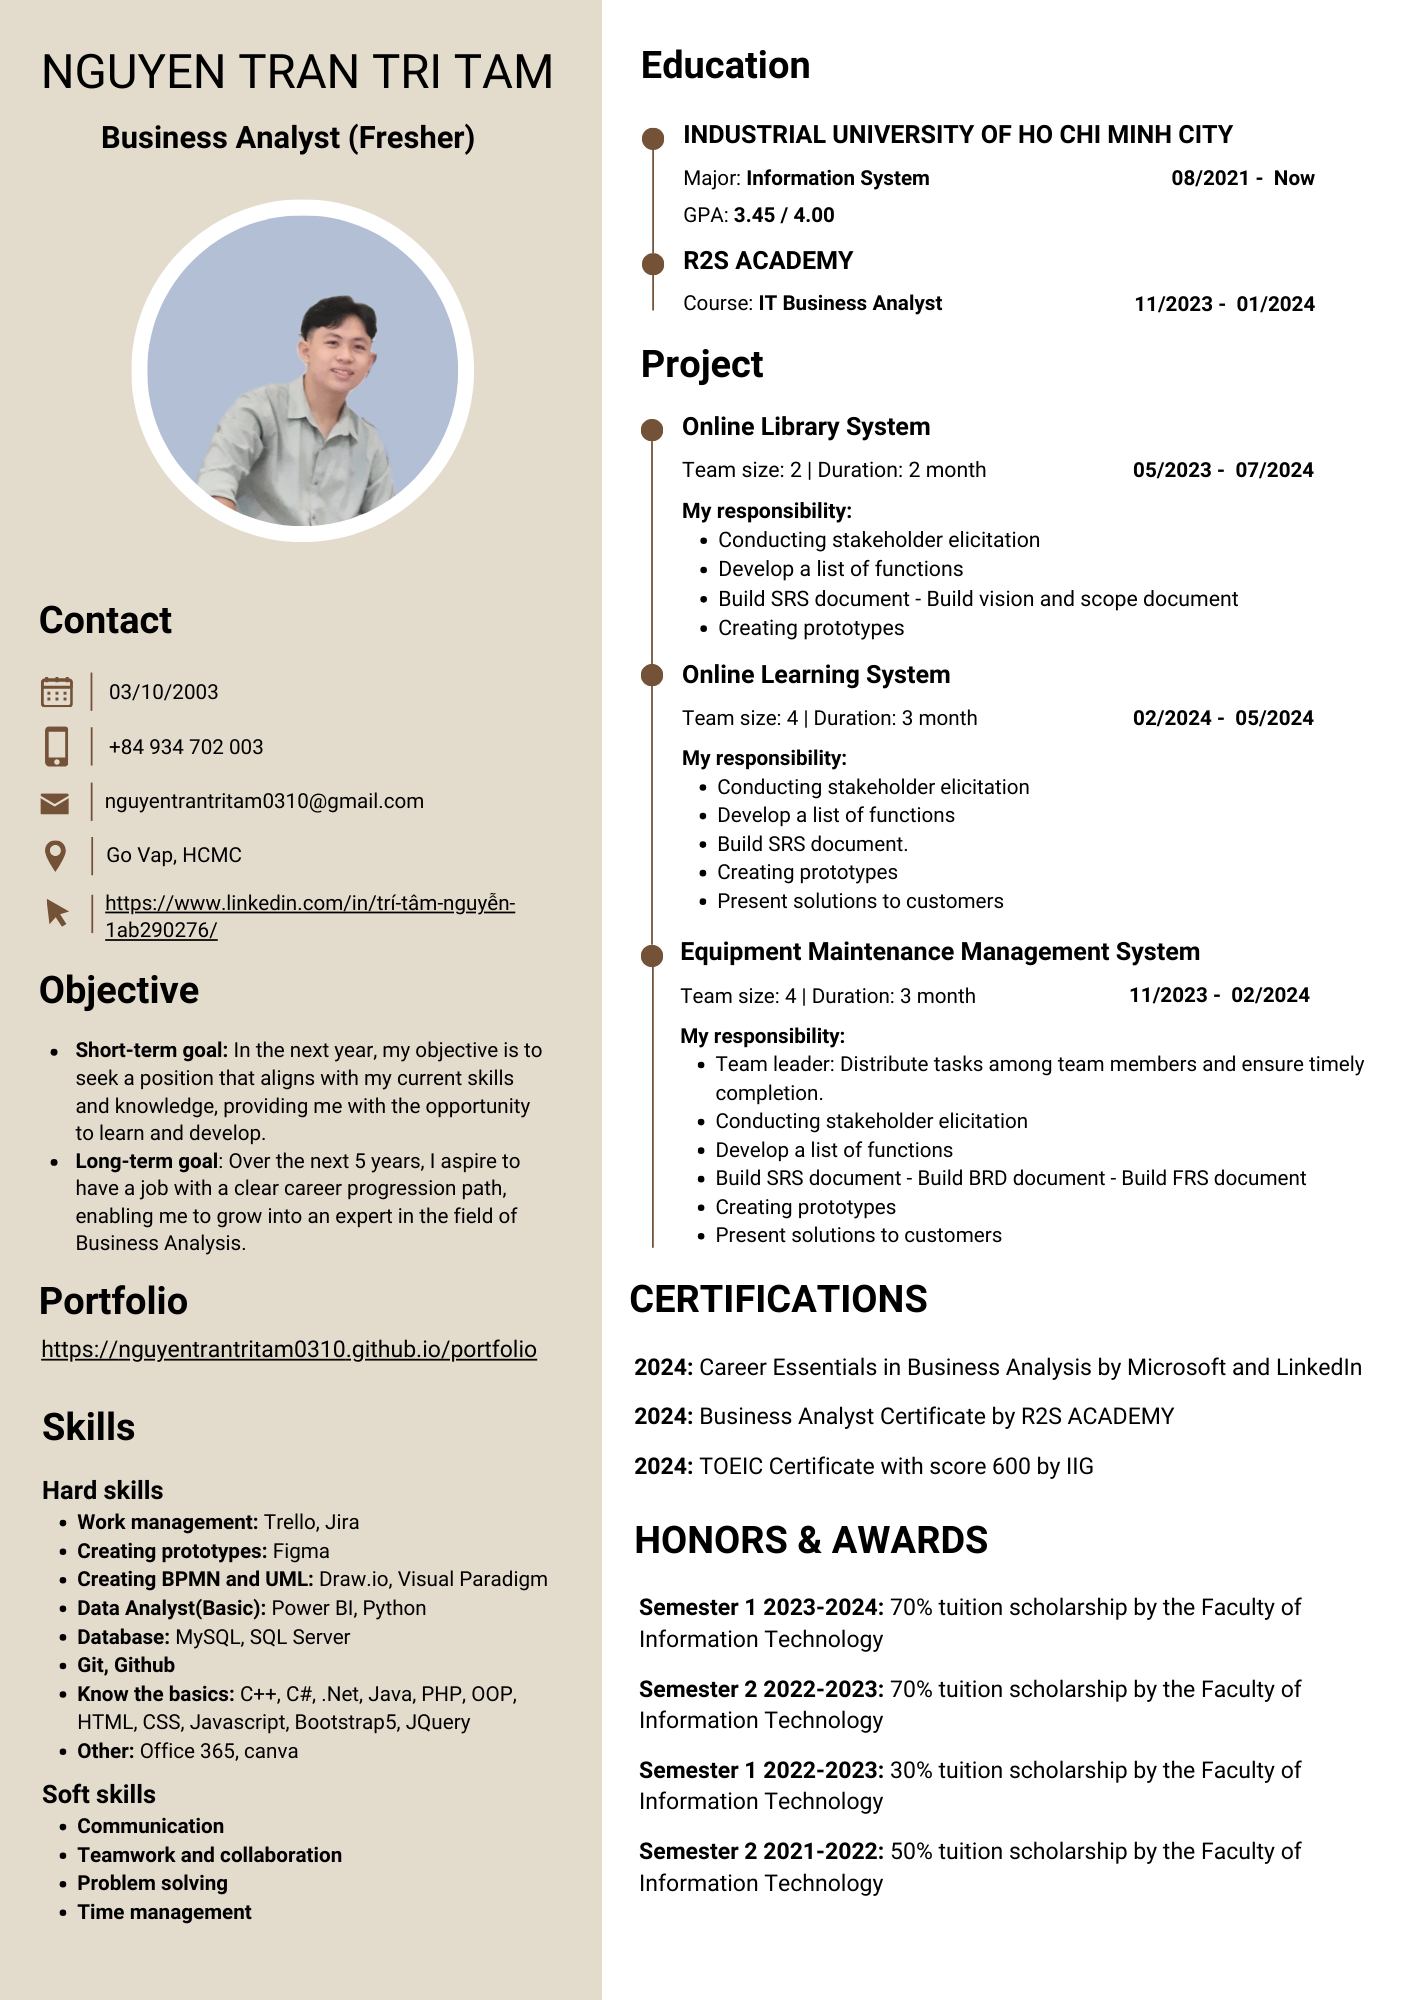 NGUYEN TRAN TRI TAM
Business Analyst (Fresher)
Contact
03/10/2003
+84 934 702 003
nguyentrantritam0310@gmail.com
Go Vap, HCMC
https://www.linkedin.com/in/trí-tâm-nguyễn-
1ab290276/
Objective
• Short-term goal: In the next year, my objective is to
seek a position that aligns with my current skills
and knowledge, providing me with the opportunity
to learn and develop.
• Long-term goal: Over the next 5 years, I aspire to
have a job with a clear career progression path,
enabling me to grow into an expert in the field of
Business Analysis.
Portfolio
https://nguyentrantritam0310.github.io/portfolio
Skills
Hard skills
• Work management: Trello, Jira
• Creating prototypes: Figma
• Creating BPMN and UML: Draw.io, Visual Paradigm
• Data Analyst(Basic): Power BI, Python
• Database: MySQL, SQL Server
• Git, Github
• Know the basics: C++, C#, .Net, Java, PHP, OOP,
HTML, CSS, Javascript, Bootstrap5, JQuery
• Other: Office 365, canva
Soft skills
• Communication
• Teamwork and collaboration
• Problem solving
• Time management
Education
INDUSTRIAL UNIVERSITY OF HO CHI MINH CITY
Major: Information System 08/2021 - Now
GPA: 3.45 / 4.00
R2S ACADEMY
Course: IT Business Analyst 11/2023 - 01/2024
Project
Online Library System
Team size: 2 | Duration: 2 month 05/2023 - 07/2024
My responsibility:
• Conducting stakeholder elicitation
• Develop a list of functions
• Build SRS document - Build vision and scope document
• Creating prototypes
Online Learning System
Team size: 4 | Duration: 3 month 02/2024 - 05/2024
My responsibility:
• Conducting stakeholder elicitation
• Develop a list of functions
• Build SRS document.
• Creating prototypes
• Present solutions to customers
Equipment Maintenance Management System
Team size: 4 | Duration: 3 month 11/2023 - 02/2024
My responsibility:
• Team leader: Distribute tasks among team members and ensure timely
completion.
• Conducting stakeholder elicitation
• Develop a list of functions
• Build SRS document - Build BRD document - Build FRS document
• Creating prototypes
• Present solutions to customers
CERTIFICATIONS
2024: Career Essentials in Business Analysis by Microsoft and LinkedIn
2024: Business Analyst Certificate by R2S ACADEMY
2024: TOEIC Certificate with score 600 by IIG
HONORS & AWARDS
Semester 1 2023-2024: 70% tuition scholarship by the Faculty of
Information Technology
Semester 2 2022-2023: 70% tuition scholarship by the Faculty of
Information Technology
Semester 1 2022-2023: 30% tuition scholarship by the Faculty of
Information Technology
Semester 2 2021-2022: 50% tuition scholarship by the Faculty of
Information Technology